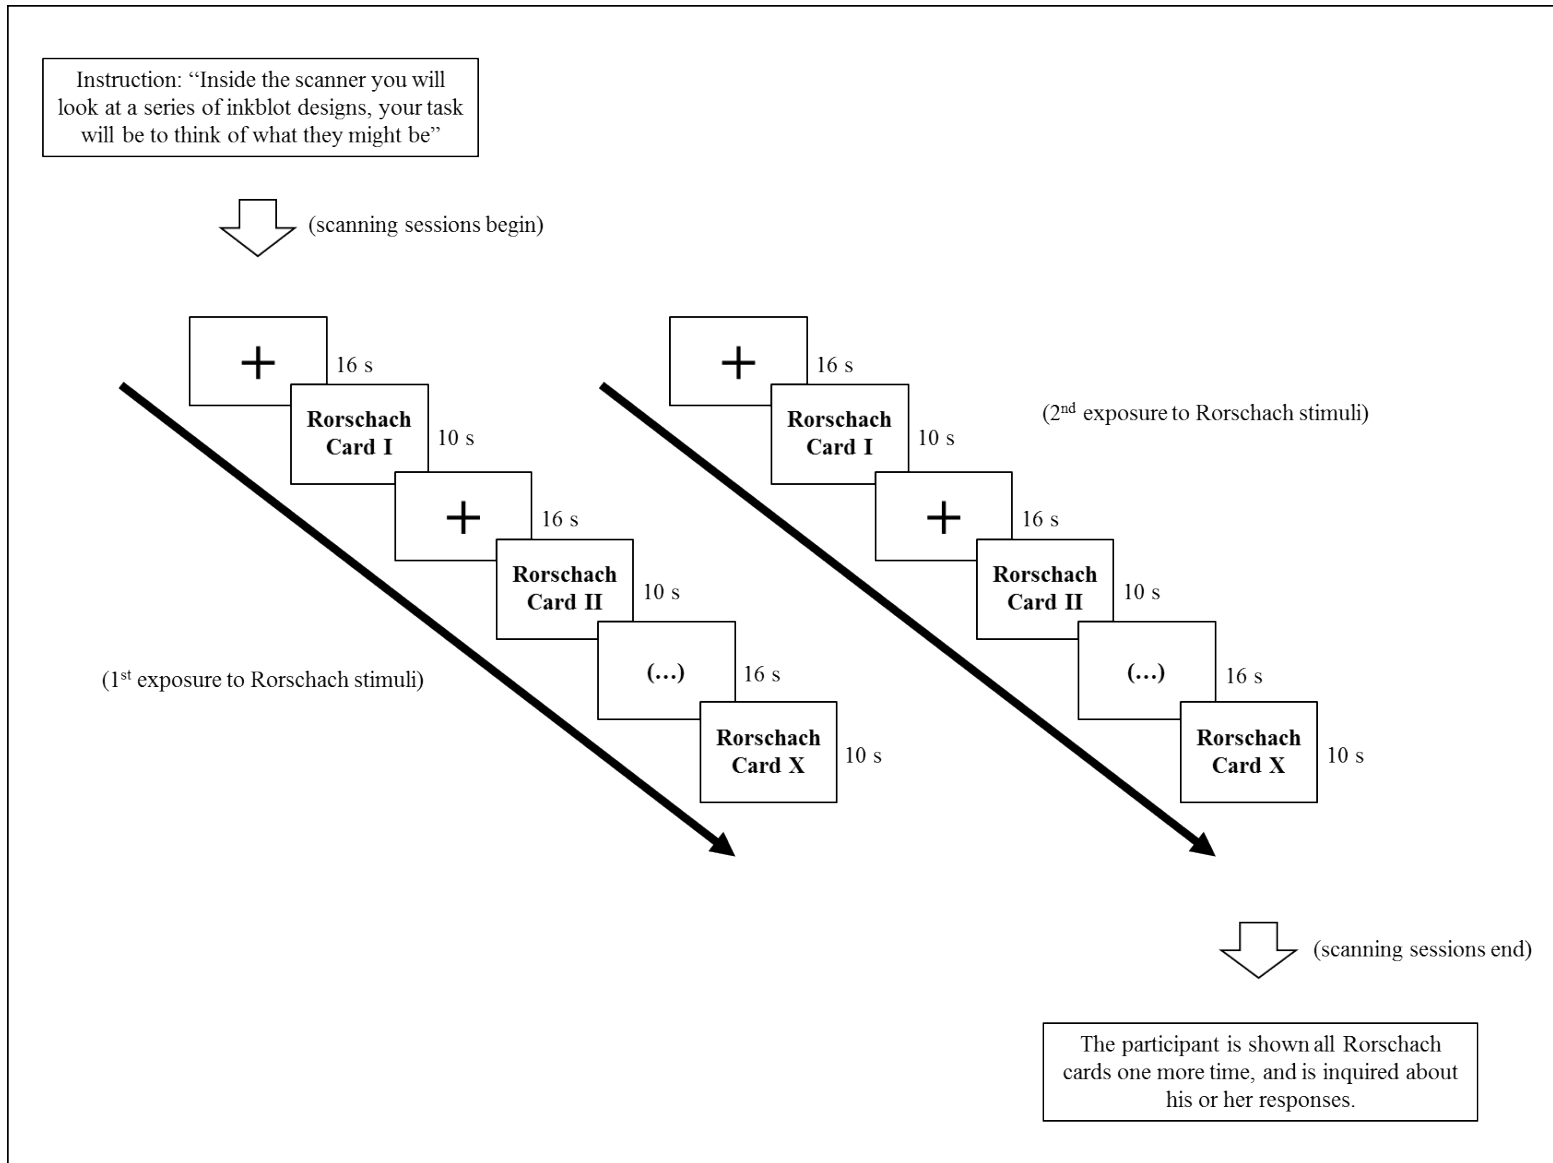 Instruction: “Inside the scanner you will
look at a series of inkblot designs, your task
will be to think of what they might be”
(scanning sessions begin)
16 s
Rorschach
Card I
10 s
16 s
Rorschach
Card II
10 s
(...)
16 s
Rorschach
Card X
10 s
(1st exposure to Rorschach stimuli)
16 s
Rorschach
Card I
10 s
16 s
Rorschach
Card II
10 s
(...)
16 s
Rorschach
Card X
10 s
(2nd exposure to Rorschach stimuli)
(scanning sessions end)
The participant is shown all Rorschach
cards one more time, and is inquired about
his or her responses.